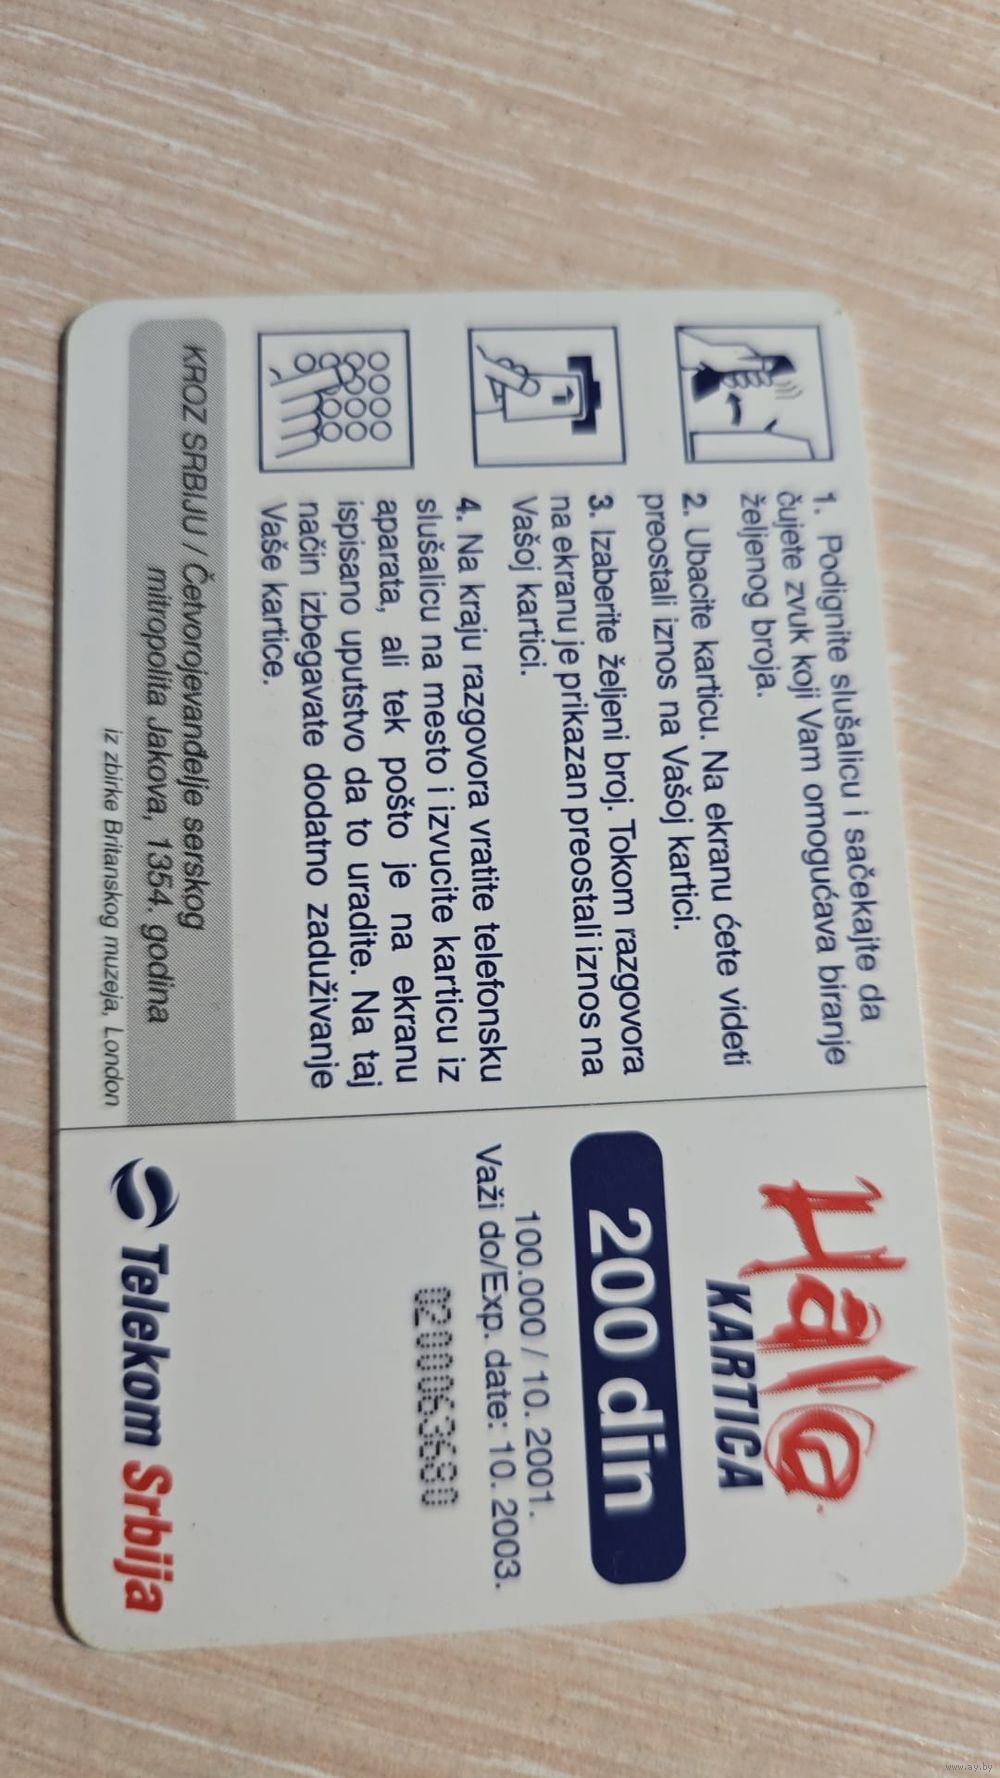 1. Podignite slušalicu i sačekajte da
čujete zvuk koji Vam omogućava biranje
željenog broja.
2. Ubacite karticu. Na ekranu ćete videti
preostali iznos na Vašoj kartici.
3. Izaberite željeni broj. Tokom razgovora
na ekranu je prikazan preostali iznos na
Vašoj kartici.
4. Na kraju razgovora vratite telefonsku
slušalicu na mesto i izvucite karticu iz
aparata, ali tek pošto je na ekranu
ispisano uputstvo da to uradite. Na taj
način izbegavate dodatno zaduživanje
Vaše kartice.
KROZ SRBIJU / Četvorojevanđelje serskog
mitropolita Jakova, 1354. godina
iz zbirke Britanskog muzeja, London
Halo
KARTICA
200 din
100.000 / 10. 2001.
Važi do/Exp. date: 10. 2003.
0200063680
Telekom Srbija
www.ay.by